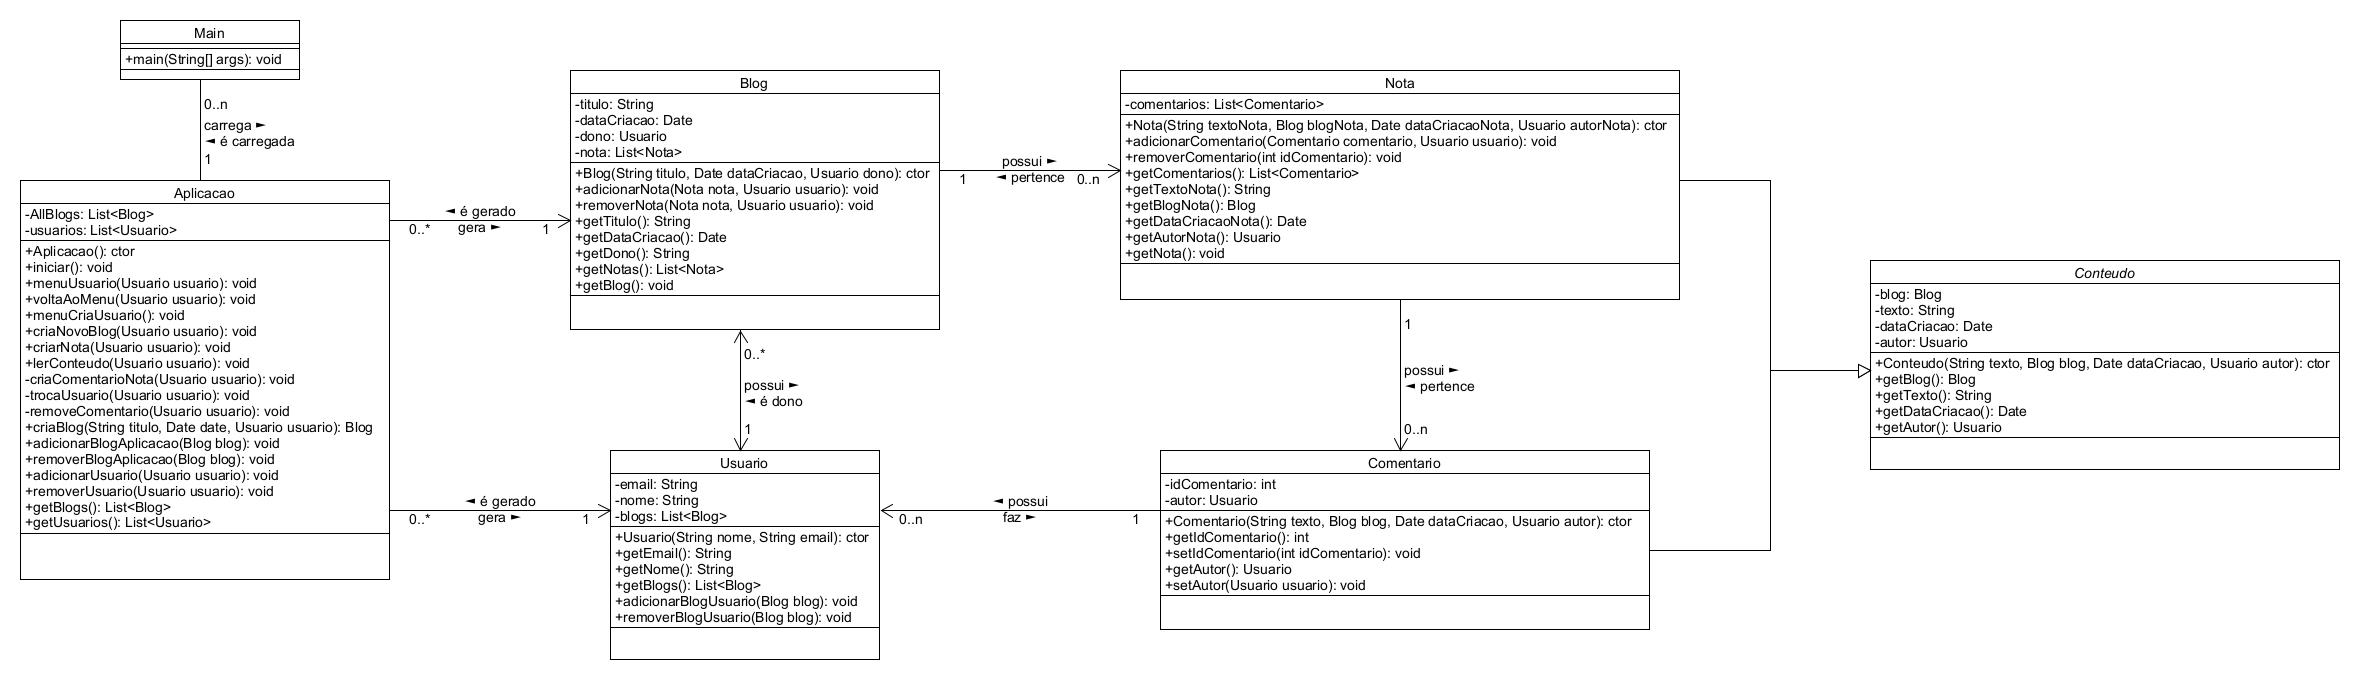 Main
+main(String[] args): void
0..n
carrega ►
◄ é carregada
1
Aplicacao
-AllBlogs: List<Blog>
-usuarios: List<Usuario>
+Aplicacao(): ctor
+iniciar(): void
+menuUsuario(Usuario usuario): void
+voltaAoMenu(Usuario usuario): void
+menuCriaUsuario(): void
+criaNovoBlog(Usuario usuario): void
+criarNota(Usuario usuario): void
+lerConteudo(Usuario usuario): void
-criaComentarioNota(Usuario usuario): void
-trocaUsuario(Usuario usuario): void
-removeComentario(Usuario usuario): void
+criaBlog(String titulo, Date date, Usuario usuario): Blog
+adicionarBlogAplicacao(Blog blog): void
+removerBlogAplicacao(Blog blog): void
+adicionarUsuario(Usuario usuario): void
+removerUsuario(Usuario usuario): void
+getBlogs(): List<Blog>
+getUsuarios(): List<Usuario>
◄ é gerado
0..* gera ► 1
◄ é gerado
0..* gera ► 1
Blog
-titulo: String
-dataCriacao: Date
-dono: Usuario
-nota: List<Nota>
+Blog(String titulo, Date dataCriacao, Usuario dono): ctor
+adicionarNota(Nota nota, Usuario usuario): void
+removerNota(Nota nota, Usuario usuario): void
+getTitulo(): String
+getDataCriacao(): Date
+getDono(): String
+getNotas(): List<Nota>
+getBlog(): void
0..*
possui ►
◄ é dono
1
Usuario
-email: String
-nome: String
-blogs: List<Blog>
+Usuario(String nome, String email): ctor
+getEmail(): String
+getNome(): String
+getBlogs(): List<Blog>
+adicionarBlogUsuario(Blog blog): void
+removerBlogUsuario(Blog blog): void
possui ►
1 ◄ pertence 0..n
Nota
-comentarios: List<Comentario>
+Nota(String textoNota, Blog blogNota, Date dataCriacaoNota, Usuario autorNota): ctor
+adicionarComentario(Comentario comentario, Usuario usuario): void
+removerComentario(int idComentario): void
+getComentarios(): List<Comentario>
+getTextoNota(): String
+getBlogNota(): Blog
+getDataCriacaoNota(): Date
+getAutorNota(): Usuario
+getNota(): void
1
possui ►
◄ pertence
0..n
◄ possui
0..n faz ► 1
Comentario
-idComentario: int
-autor: Usuario
+Comentario(String texto, Blog blog, Date dataCriacao, Usuario autor): ctor
+getIdComentario(): int
+setIdComentario(int idComentario): void
+getAutor(): Usuario
+setAutor(Usuario usuario): void
Conteudo
-blog: Blog
-texto: String
-dataCriacao: Date
-autor: Usuario
+Conteudo(String texto, Blog blog, Date dataCriacao, Usuario autor): ctor
+getBlog(): Blog
+getTexto(): String
+getDataCriacao(): Date
+getAutor(): Usuario